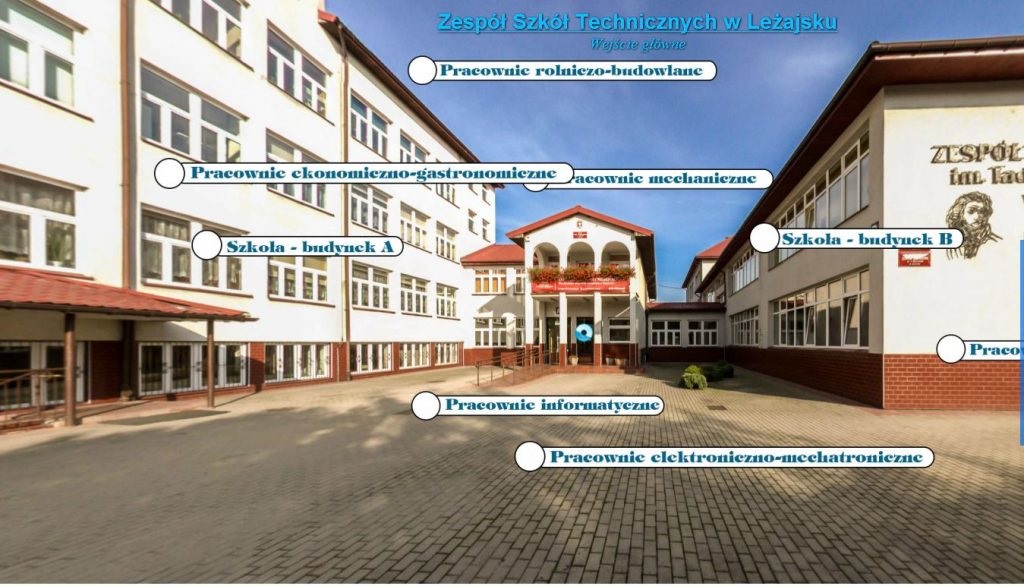 Zespół Szkół Technicznych w Leżajsku
Wejście główne
Pracownie rolniczo-budowlane
ZESPÓŁ
im. Tad
Pracownie ekonomiczno-gastronomiczne
Pracownie mechaniczne
Szkoła - budynek A
Szkoła - budynek B
Pracow
Pracownie informatyczne
Pracownie elektroniczno-mechatroniczne